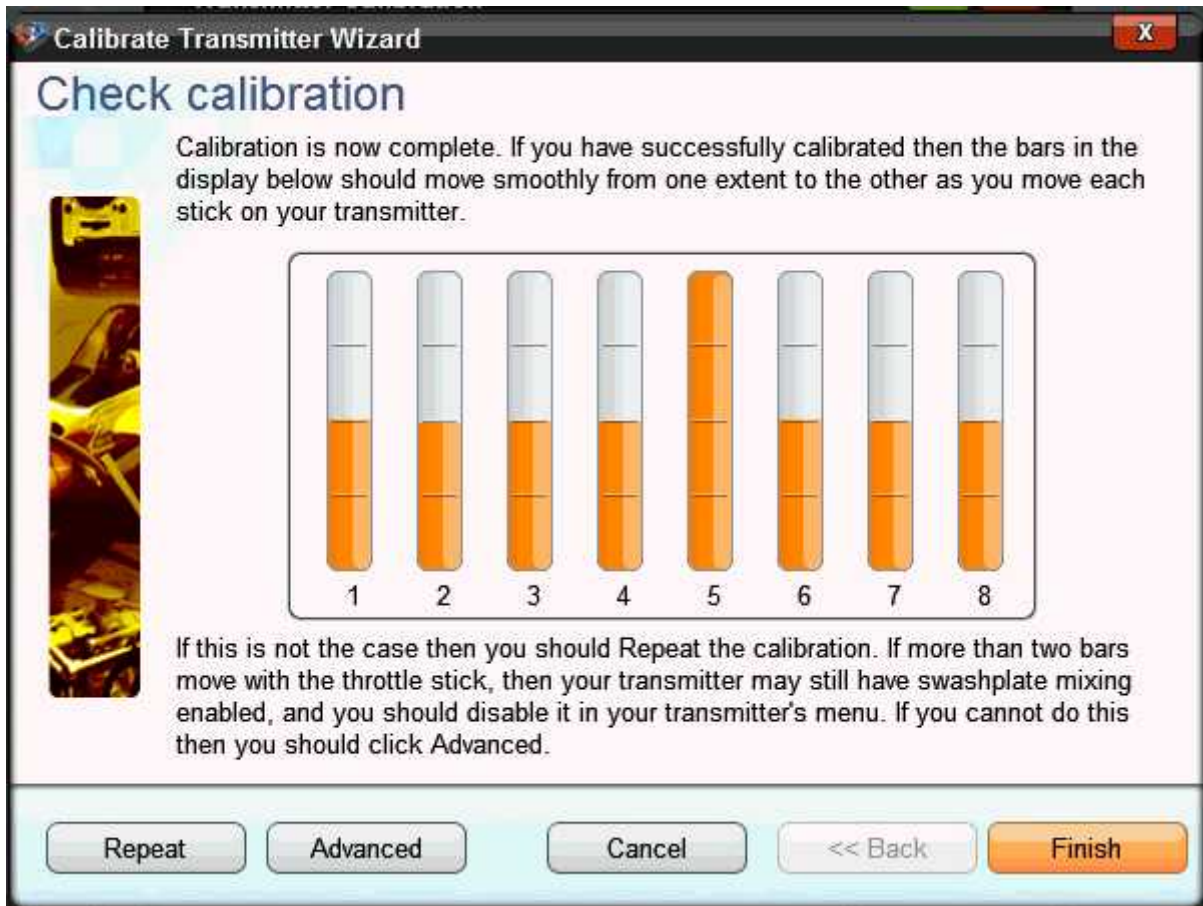 Calibrate Transmitter Wizard
X
Check calibration
Calibration is now complete. If you have successfully calibrated then the bars in the
display below should move smoothly from one extent to the other as you move each
stick on your transmitter.
1 2 3 4 5 6 7 8
If this is not the case then you should Repeat the calibration. If more than two bars
move with the throttle stick, then your transmitter may still have swashplate mixing
enabled, and you should disable it in your transmitter's menu. If you cannot do this
then you should click Advanced.
Repeat Advanced Cancel << Back Finish